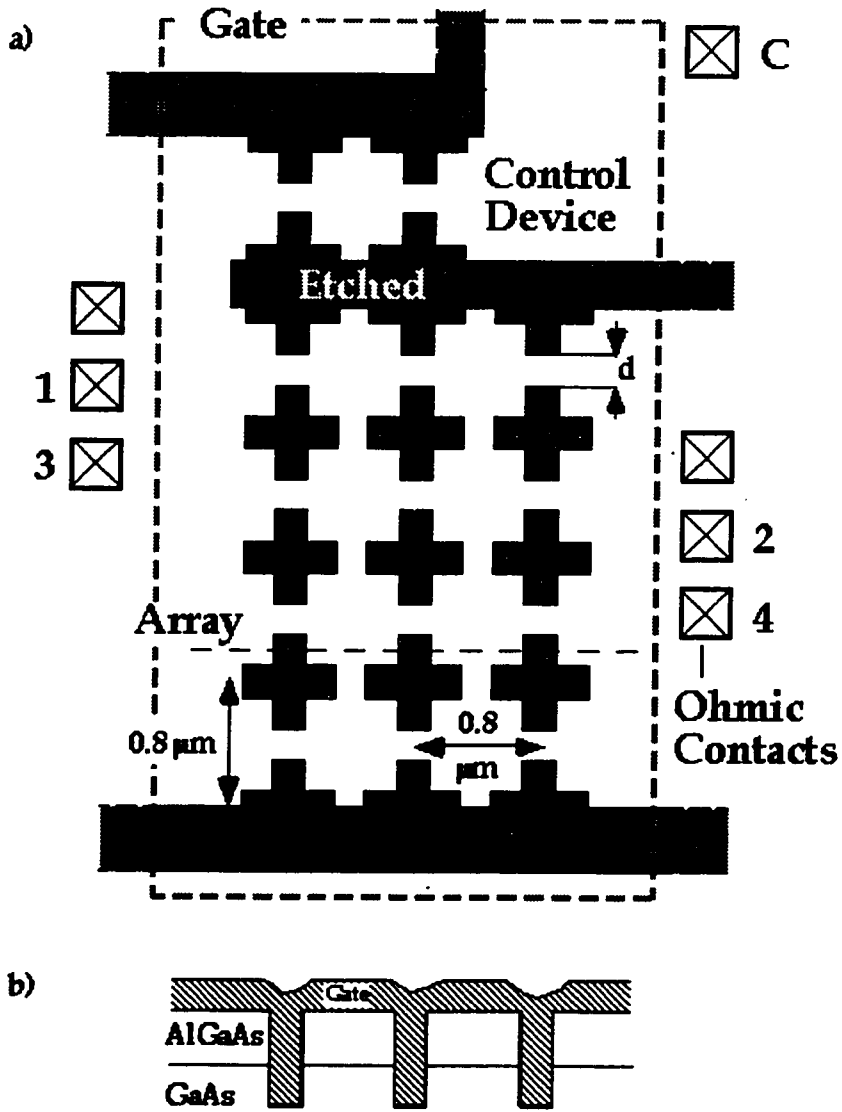 a)
Gate
C
Control
Device
Etched
d
1
3
2
4
Array
0.8 µm
0.8
µm
Ohmic
Contacts
b)
Gate
AlGaAs
GaAs